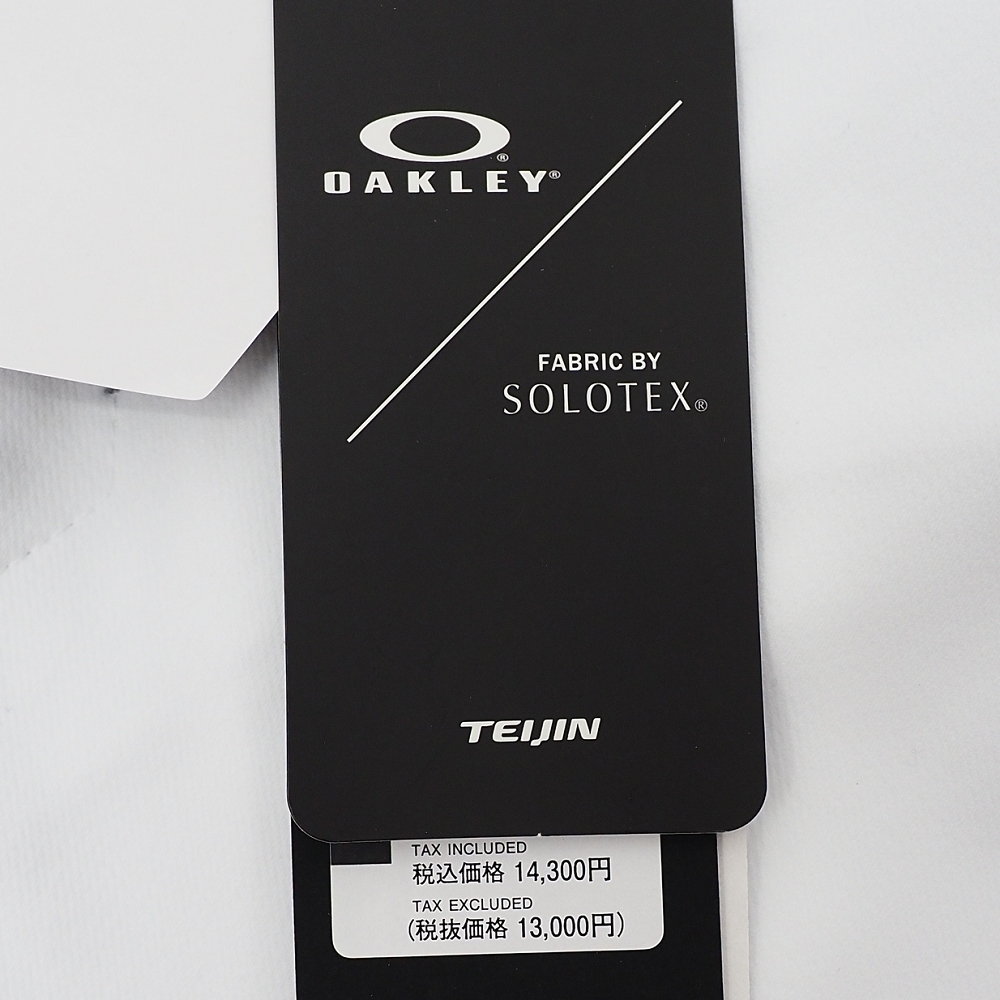 ®
OAKLEY®
FABRIC BY
SOLOTEX®
TEIJIN
TAX INCLUDED
税込価格 14,300円
TAX EXCLUDED
(税抜価格 13,000円)